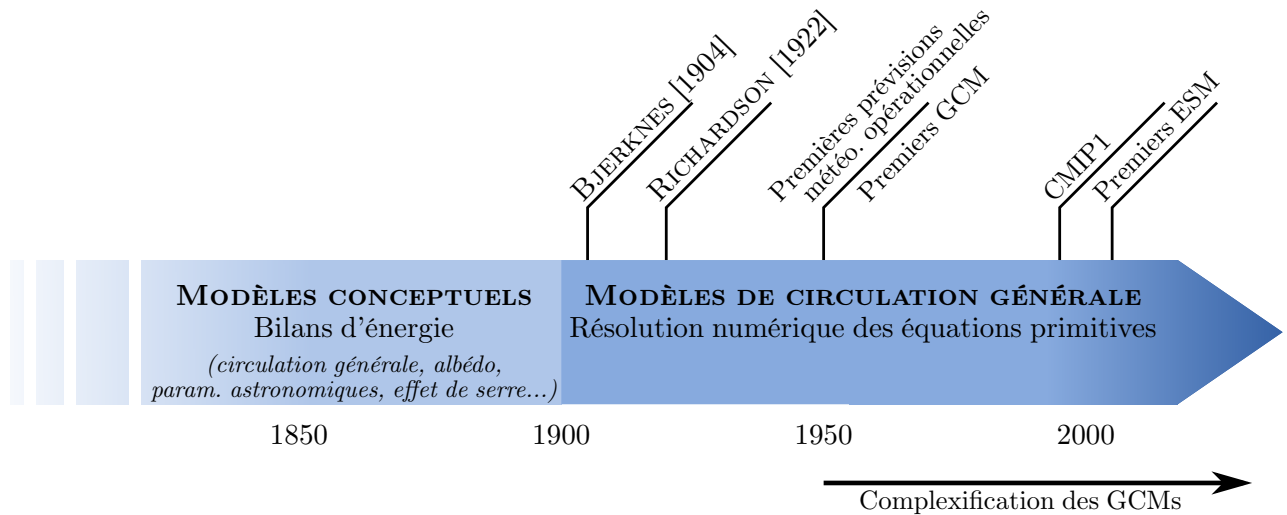 BJERKNES [1904]
RICHARDSON [1922]
Premières prévisions
météo. opérationnelles
Premiers GCM
CMIP1
Premiers ESM
MODÈLES CONCEPTUELS
Bilans d'énergie
(circulation générale, albédo,
param. astronomiques, effet de serre...)
MODÈLES DE CIRCULATION GÉNÉRALE
Résolution numérique des équations primitives
1850
1900
1950
2000
Complexification des GCMs